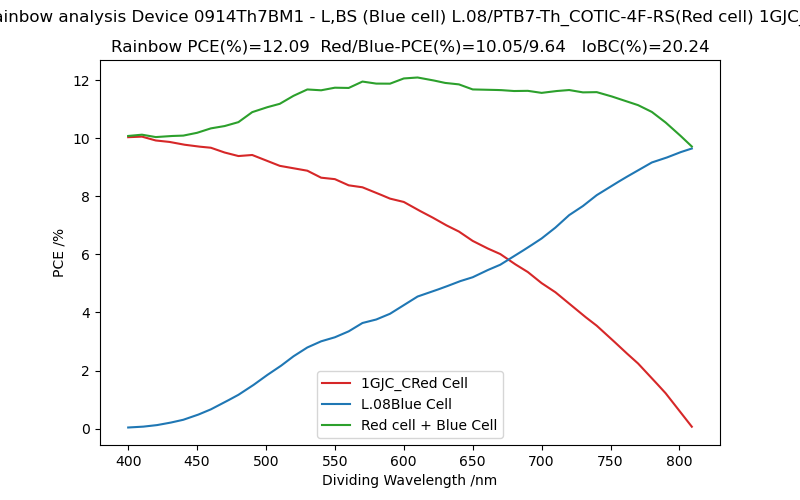 ainbow analysis Device 0914Th7BM1 - L,BS (Blue cell) L.08/PTB7-Th_COTIC-4F-RS(Red cell) 1GJC_
Rainbow PCE(%)=12.09 Red/Blue-PCE(%)=10.05/9.64 IoBC(%)=20.24
12
10
8
6
4
2
0
PCE /%
1GJC_CRed Cell
L.08Blue Cell
Red cell + Blue Cell
400 450 500 550 600 650 700 750 800
Dividing Wavelength /nm